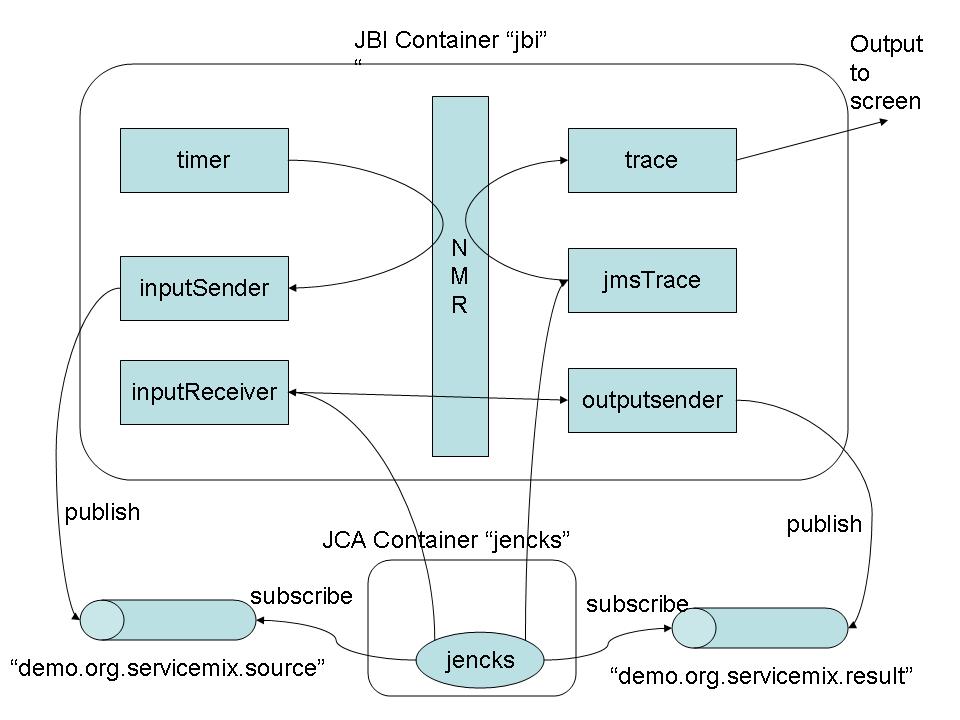 JBI Container “jbi”
“
Output
to
screen
timer
trace
N
M
R
inputSender
jmsTrace
inputReceiver
outputsender
publish
publish
JCA Container “jencks”
subscribe
subscribe
jencks
“demo.org.servicemix.source”
“demo.org.servicemix.result”